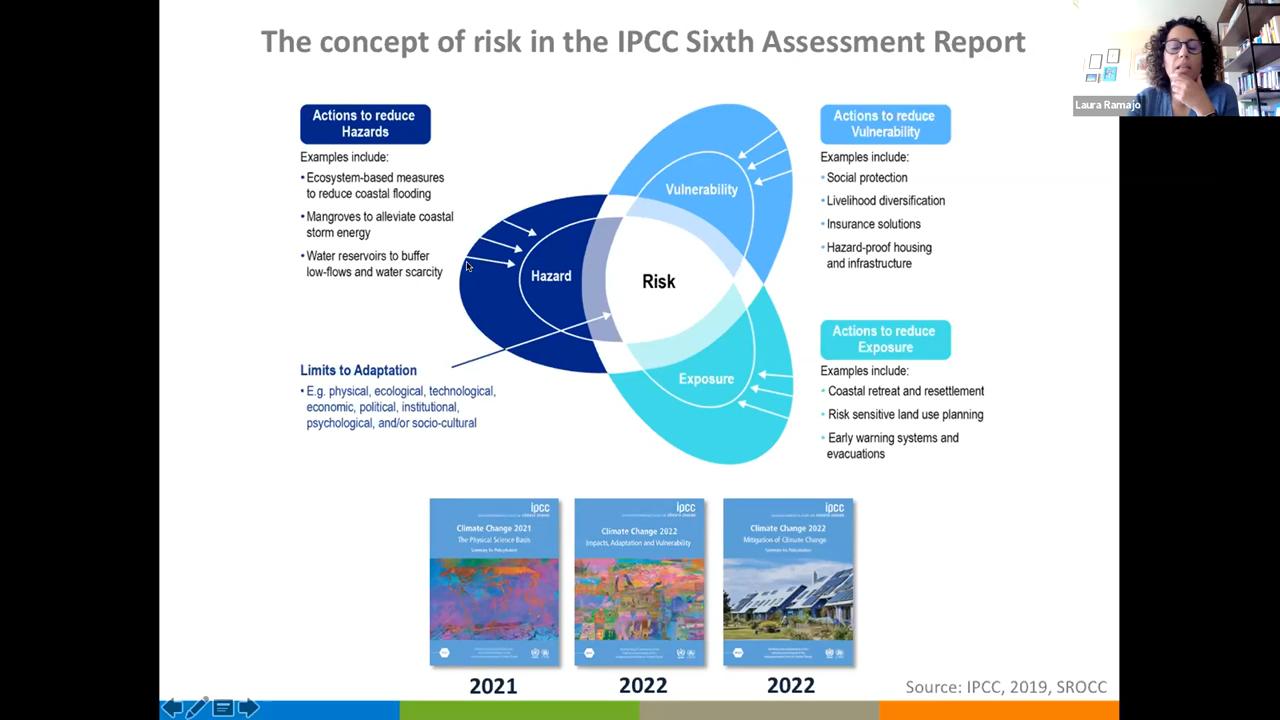 The concept of risk in the IPCC Sixth Assessment Report
Laura Ramajo
Actions to reduce
Hazards
Examples include:
• Ecosystem-based measures
to reduce coastal flooding
• Mangroves to alleviate coastal
storm energy
• Water reservoirs to buffer
low-flows and water scarcity
Limits to Adaptation
• E.g. physical, ecological, technological,
economic, political, institutional,
psychological, and/or socio-cultural
Vulnerability
Hazard
Risk
Exposure
Actions to reduce
Vulnerability
Examples include:
• Social protection
• Livelihood diversification
• Insurance solutions
• Hazard-proof housing
and infrastructure
Actions to reduce
Exposure
Examples include:
• Coastal retreat and resettlement
• Risk sensitive land use planning
• Early warning systems and
evacuations
ipcc
Climate Change 2021
The Physical Science Basis
Summary for Policymakers
2021
ipcc
Climate Change 2022
Impacts, Adaptation and Vulnerability
2022
ipcc
Climate Change 2022
Mitigation of Climate Change
Summary for Policymakers
2022
Source: IPCC, 2019, SROCC